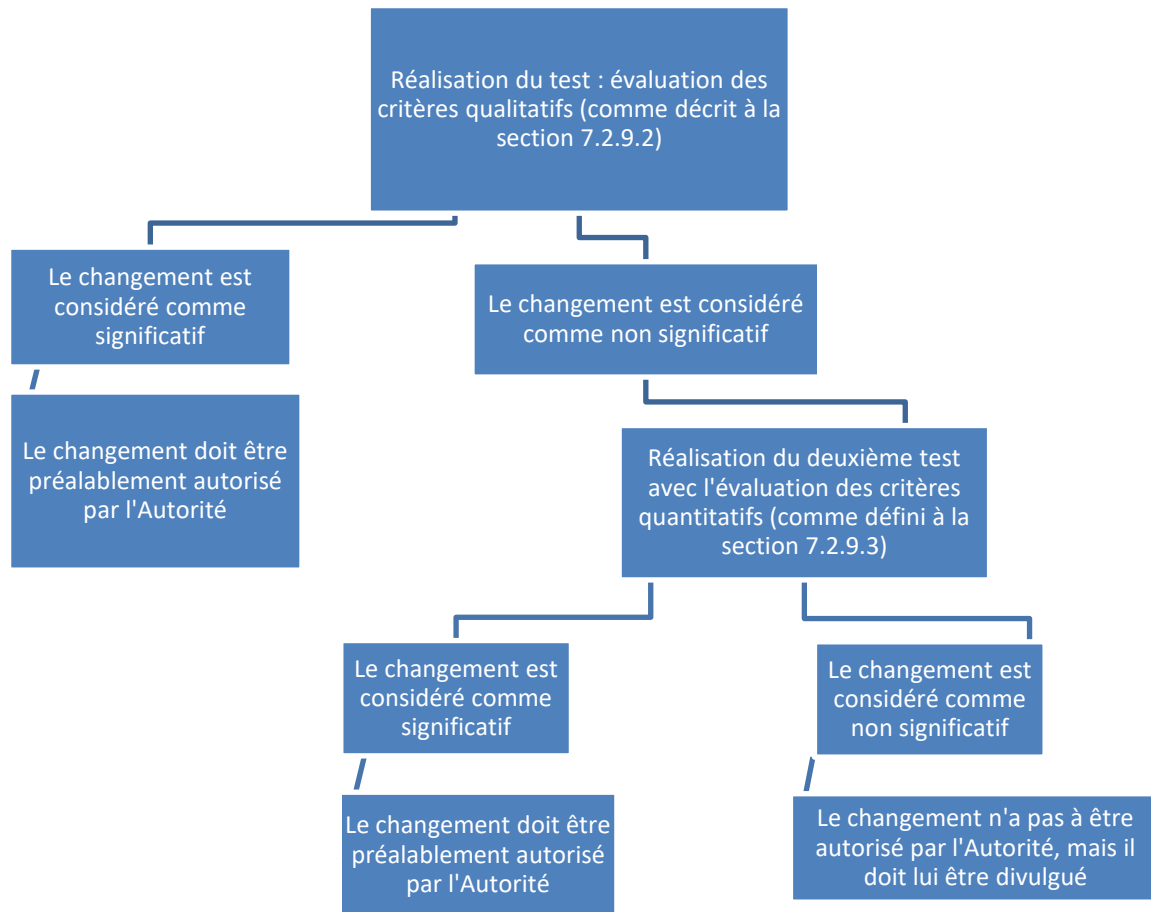 Réalisation du test : évaluation des
critères qualitatifs (comme décrit à la
section 7.2.9.2)
Le changement est
considéré comme
significatif
Le changement est considéré
comme non significatif
Le changement doit être
préalablement autorisé
par l'Autorité
Réalisation du deuxième test
avec l'évaluation des critères
quantitatifs (comme défini à la
section 7.2.9.3)
Le changement est
considéré comme
significatif
Le changement est
considéré comme
non significatif
Le changement doit être
préalablement autorisé
par l'Autorité
Le changement n'a pas à être
autorisé par l'Autorité, mais il
doit lui être divulgué